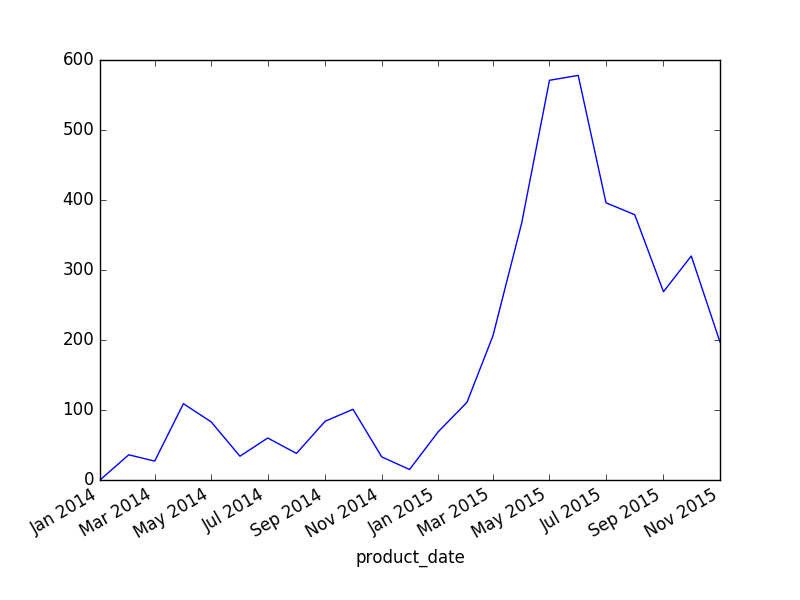 600
500
400
300
200
100
0
Jan 2014
Mar 2014
May 2014
Jul 2014
Sep 2014
Nov 2014
Jan 2015
Mar 2015
May 2015
Jul 2015
Sep 2015
Nov 2015
product_date